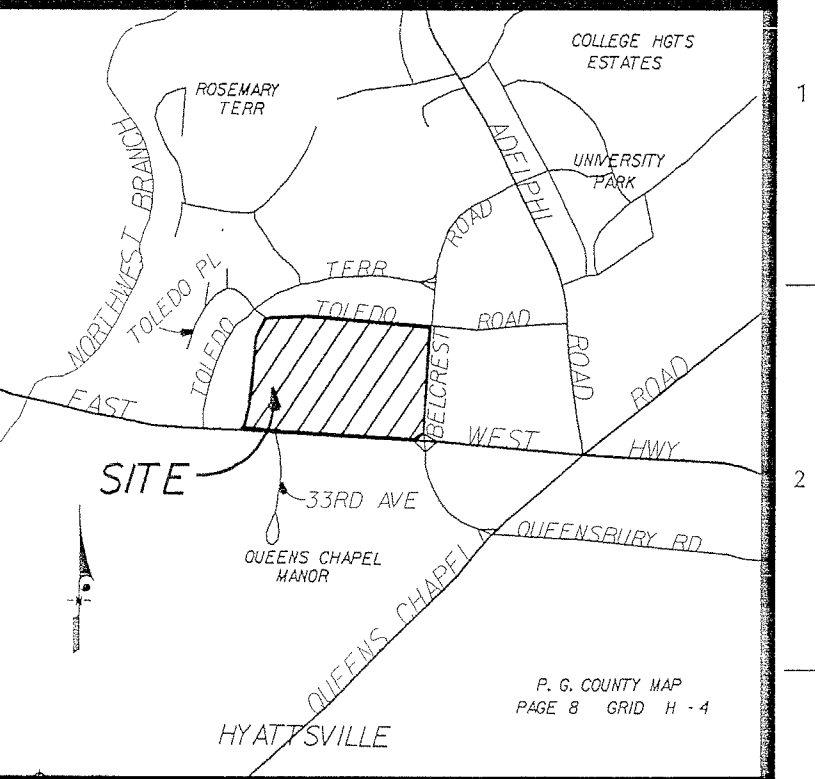 COLLEGE HGTS
ESTATES
1
ROSEMARY
TERR
NORTHWEST BRANCH
ADELPHI
ROAD
UNIVERSITY
PARK
ROAD
TERR
TOLEDO PL
TOLEDO
TOLEDO
ROAD
BELCREST
ROAD
EAST
WEST
HWY
SITE
33RD AVE
2
QUEENS CHAPEL
MANOR
QUEENSBURY RD
QUEENS CHAPEL
P. G. COUNTY MAP
PAGE 8 GRID H - 4
HYATTSVILLE